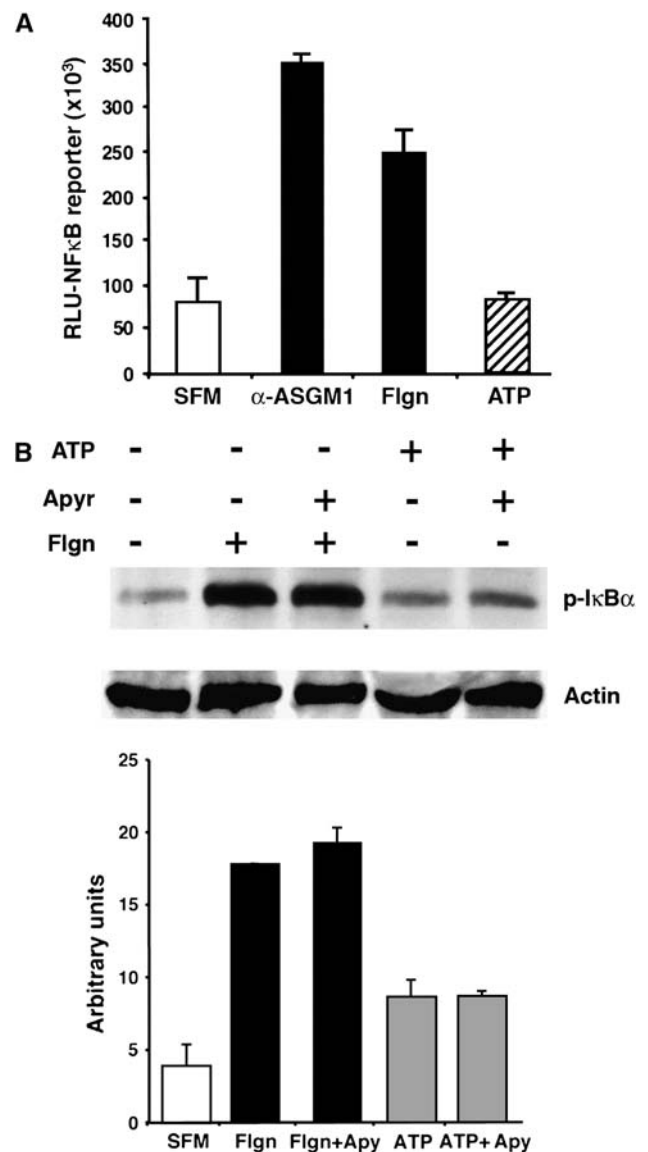 A
RLU-NFκB reporter (x10³)
400
350
300
250
200
150
100
50
0
SFM α-ASGM1 Flgn ATP
B ATP - - - + +
Apyr - - + - +
Flgn - + + - -
p-IκBα
Actin
Arbitrary units
25
20
15
10
5
0
SFM Flgn Flgn+Apy ATP ATP+Apy